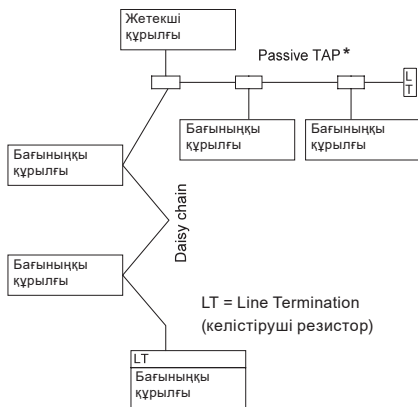 Жетекші
құрылғы
Passive TAP*
L
T
Бағыныңқы
құрылғы
Бағыныңқы
құрылғы
Бағыныңқы
құрылғы
Daisy chain
Бағыныңқы
құрылғы
LT = Line Termination
(келістіруші резистор)
LT
Бағыныңқы
құрылғы